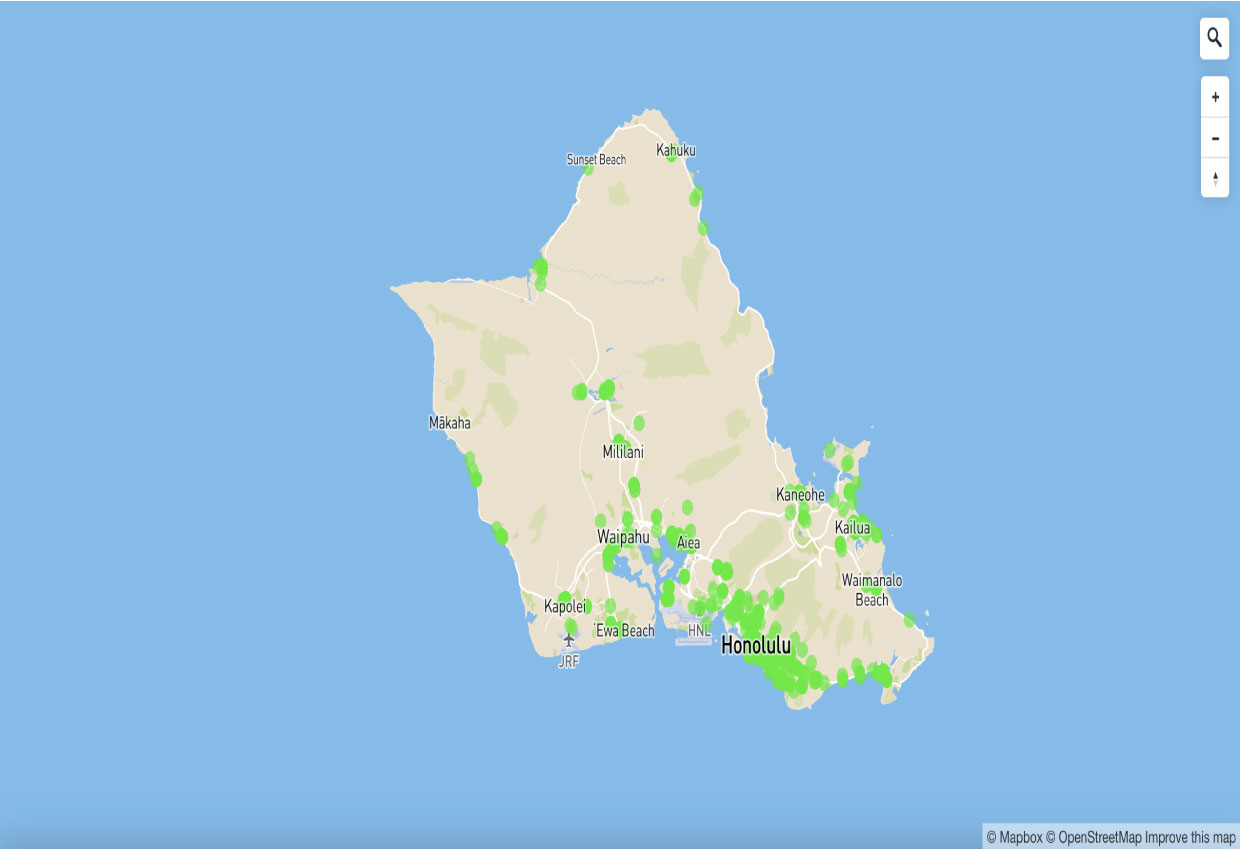 Kahuku
Sunset Beach
Mākaha
Mililani
Kaneohe
Kailua
Waipahu
Aiea
Waimanalo
Beach
Kapolei
'Ewa Beach
HNL
Honolulu
JRF
+
-
© Mapbox © OpenStreetMap Improve this map